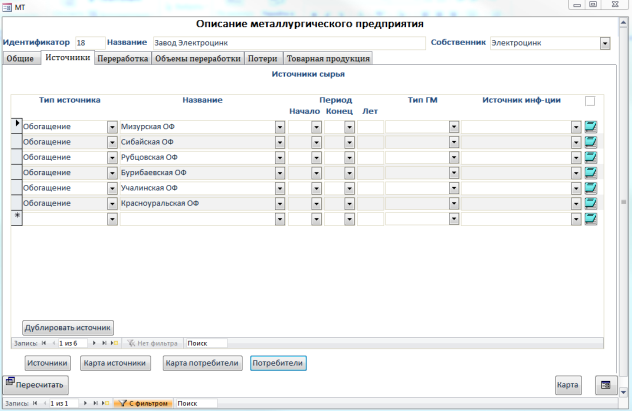 МТ
Описание металлургического предприятия
Идентификатор 18 Название Завод Электроцинк Собственник Электроцинк
Общие Источники Переработка Объемы переработки Потери Товарная продукция
Источники сырья
Тип источника Название Период Тип ГМ Источник инф-ции
Начало Конец Лет
Обогащение Мизурская ОФ
Обогащение Сибайская ОФ
Обогащение Рубцовская ОФ
Обогащение Бурибаевская ОФ
Обогащение Учалинская ОФ
Обогащение Красноуральская ОФ
Дублировать источник
Запись: 1 из 6 Нет фильтра Поиск
Источники Карта источники Карта потребители Потребители
Пересчитать Карта
Запись: 1 из 1 С фильтром Поиск